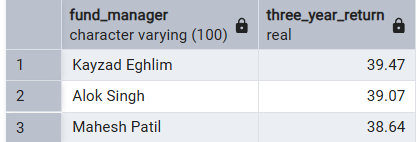 fund_manager three_year_return
character varying (100) real
1 Kayzad Eghlim 39.47
2 Alok Singh 39.07
3 Mahesh Patil 38.64